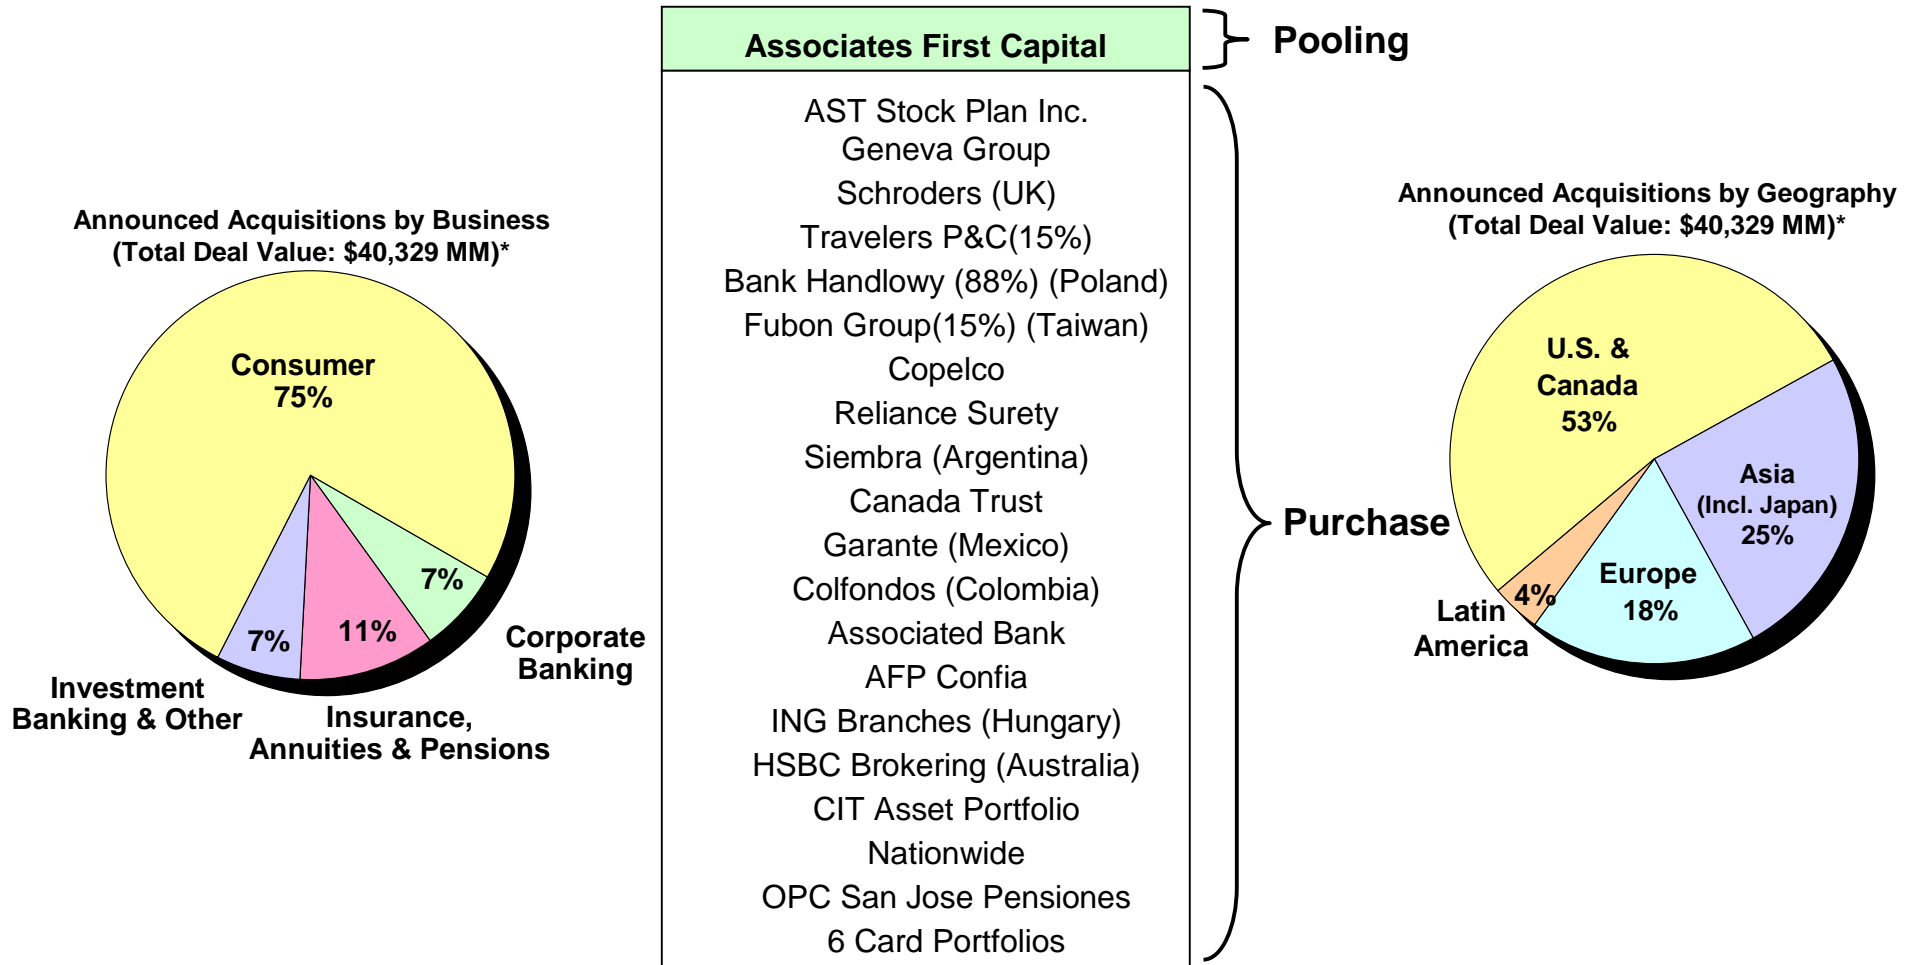 Associates First Capital
Pooling
AST Stock Plan Inc.
Geneva Group
Schroders (UK)
Travelers P&C(15%)
Bank Handlowy (88%) (Poland)
Fubon Group(15%) (Taiwan)
Copelco
Reliance Surety
Siembra (Argentina)
Canada Trust
Garante (Mexico)
Colfondos (Colombia)
Associated Bank
AFP Confia
ING Branches (Hungary)
HSBC Brokering (Australia)
CIT Asset Portfolio
Nationwide
OPC San Jose Pensiones
6 Card Portfolios
Purchase
Announced Acquisitions by Business
(Total Deal Value: $40,329 MM)*
Consumer
75%
7%
11%
7%
Corporate
Banking
Investment
Banking & Other
Insurance,
Annuities & Pensions
Announced Acquisitions by Geography
(Total Deal Value: $40,329 MM)*
U.S. &
Canada
53%
Asia
(Incl. Japan)
25%
Europe
18%
4%
Latin
America